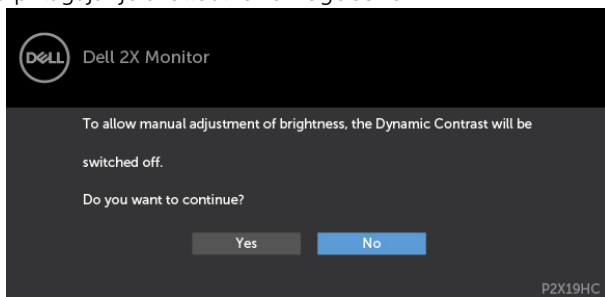 DELL
Dell 2X Monitor
To allow manual adjustment of brightness, the Dynamic Contrast will be
switched off.
Do you want to continue?
Yes No
P2X19HC